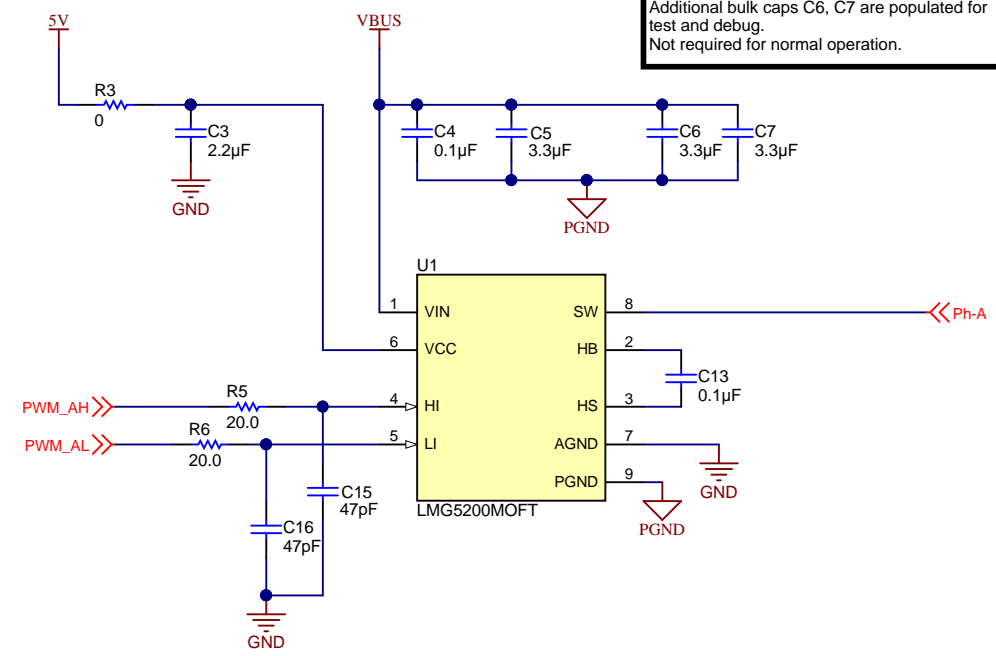 Additional bulk caps C6, C7 are populated for
test and debug.
Not required for normal operation.
5V
VBUS
R3
0
C3
2.2µF
GND
C4
0.1µF
C5
3.3µF
C6
3.3µF
C7
3.3µF
PGND
U1
1
VIN
6
VCC
4
HI
5
LI
SW
8
HB
2
HS
3
AGND
7
PGND
9
LMG5200MOFT
Ph-A
C13
0.1µF
GND
PGND
PWM_AH
R5
20.0
PWM_AL
R6
20.0
C15
47pF
C16
47pF
GND